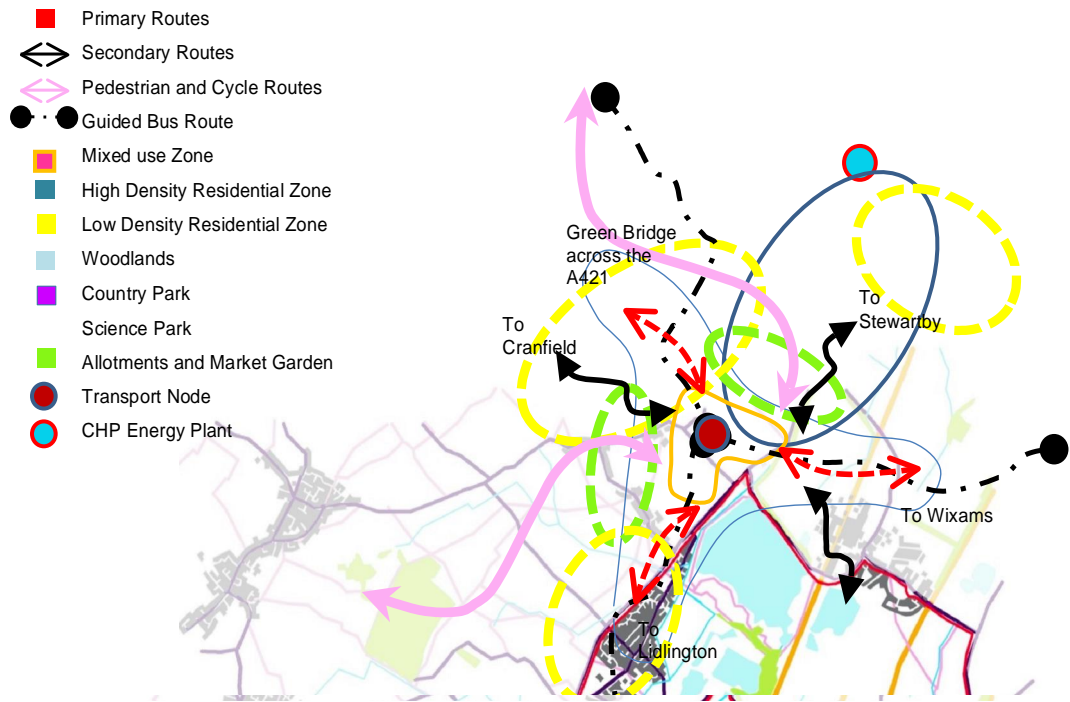 Primary Routes
Secondary Routes
Pedestrian and Cycle Routes
Guided Bus Route
Mixed use Zone
High Density Residential Zone
Low Density Residential Zone
Woodlands
Country Park
Science Park
Allotments and Market Garden
Transport Node
CHP Energy Plant
Green Bridge
across the
A421
To
Cranfield
To
Stewartby
To Wixams
To
Lidlington